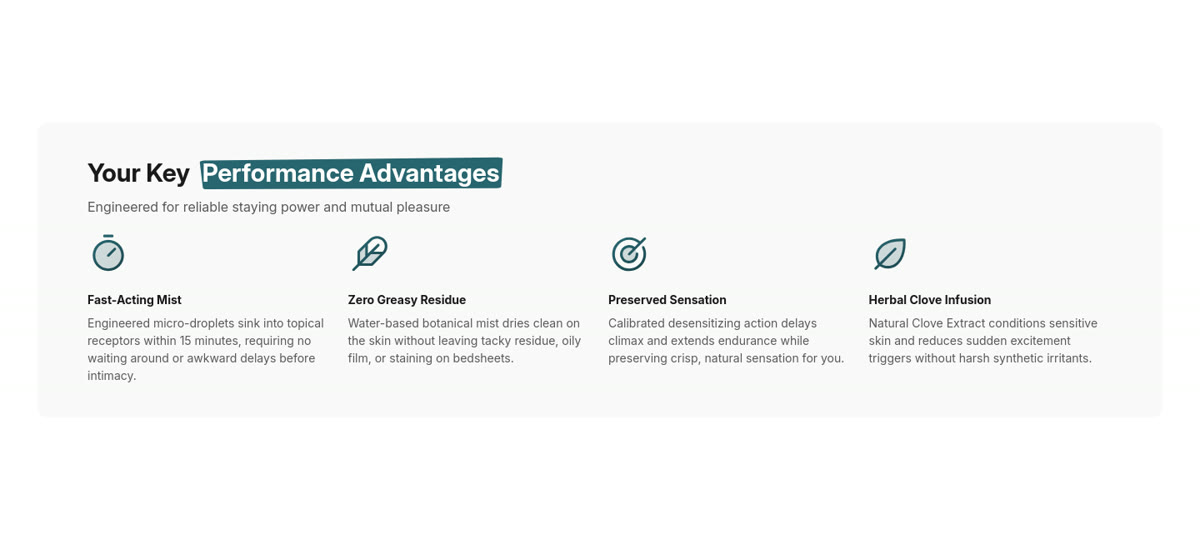 Your Key Performance Advantages
Engineered for reliable staying power and mutual pleasure
Fast-Acting Mist
Engineered micro-droplets sink into topical
receptors within 15 minutes, requiring no
waiting around or awkward delays before
intimacy.
Zero Greasy Residue
Water-based botanical mist dries clean on
the skin without leaving tacky residue, oily
film, or staining on bedsheets.
Preserved Sensation
Calibrated desensitizing action delays
climax and extends endurance while
preserving crisp, natural sensation for you.
Herbal Clove Infusion
Natural Clove Extract conditions sensitive
skin and reduces sudden excitement
triggers without harsh synthetic irritants.